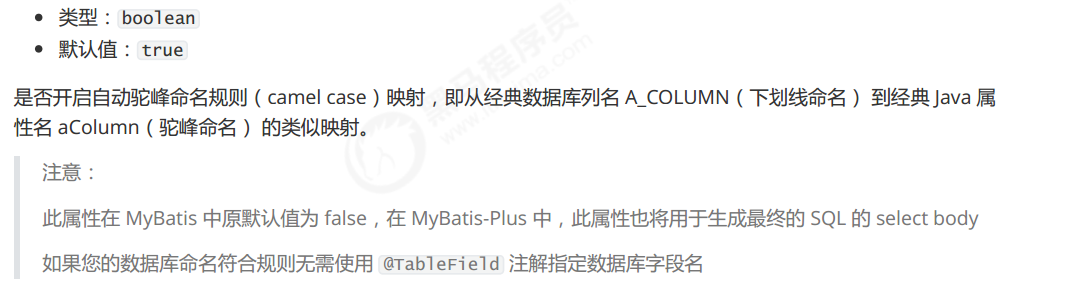 类型：boolean
默认值：true
是否开启自动驼峰命名规则（camel case）映射，即从经典数据库列名 A_COLUMN（下划线命名） 到经典 Java 属
性名 aColumn（驼峰命名） 的类似映射。
注意：
此属性在 MyBatis 中原默认值为 false，在 MyBatis-Plus 中，此属性也将用于生成最终的 SQL 的 select body
如果您的数据库命名符合规则无需使用 @TableField 注解指定数据库字段名
黑马程序员